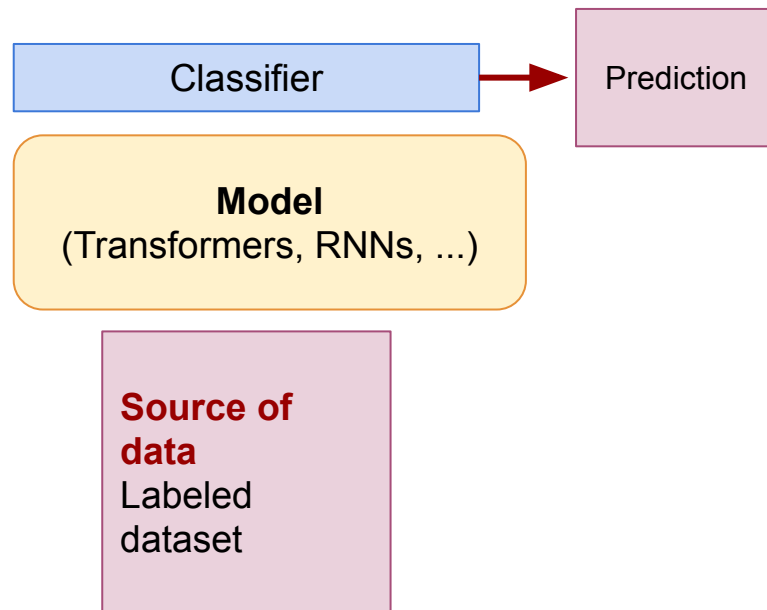 Classifier
Prediction
Model
(Transformers, RNNs, ...)
Source of
data
Labeled
dataset